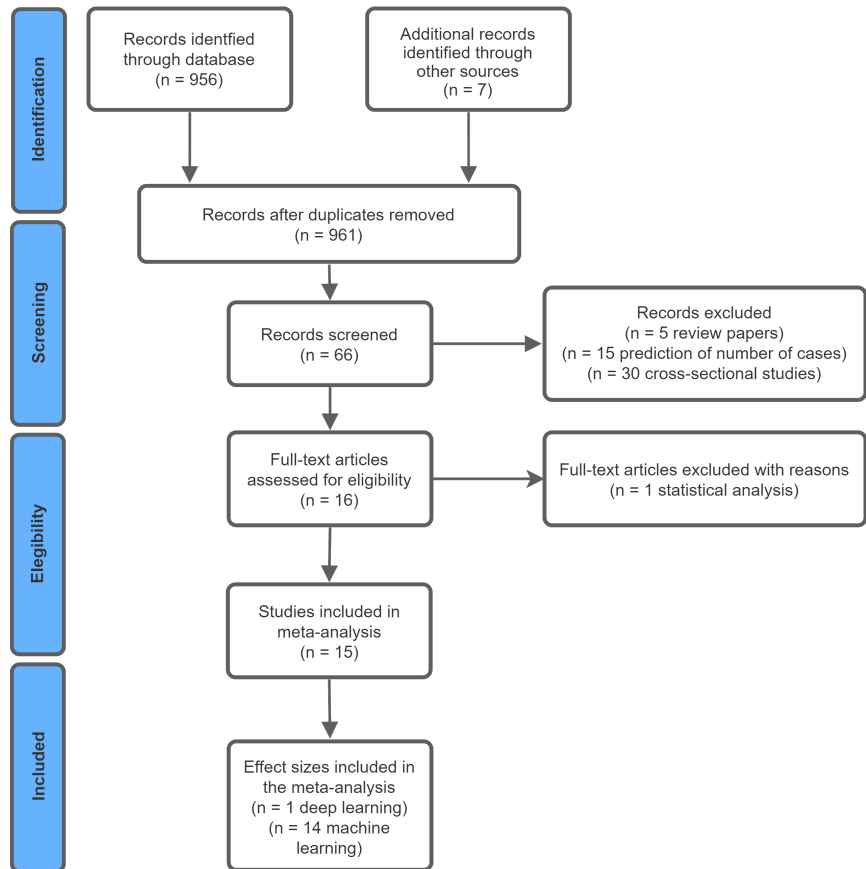 Identification
Records identfied
through database
(n = 956)
Additional records
identified through
other sources
(n = 7)
Records after duplicates removed
(n = 961)
Screening
Records screened
(n = 66)
Records excluded
(n = 5 review papers)
(n = 15 prediction of number of cases)
(n = 30 cross-sectional studies)
Elegibility
Full-text articles
assessed for eligibility
(n = 16)
Full-text articles excluded with reasons
(n = 1 statistical analysis)
Studies included in
meta-analysis
(n = 15)
Included
Effect sizes included in
the meta-analysis
(n = 1 deep learning)
(n = 14 machine
learning)